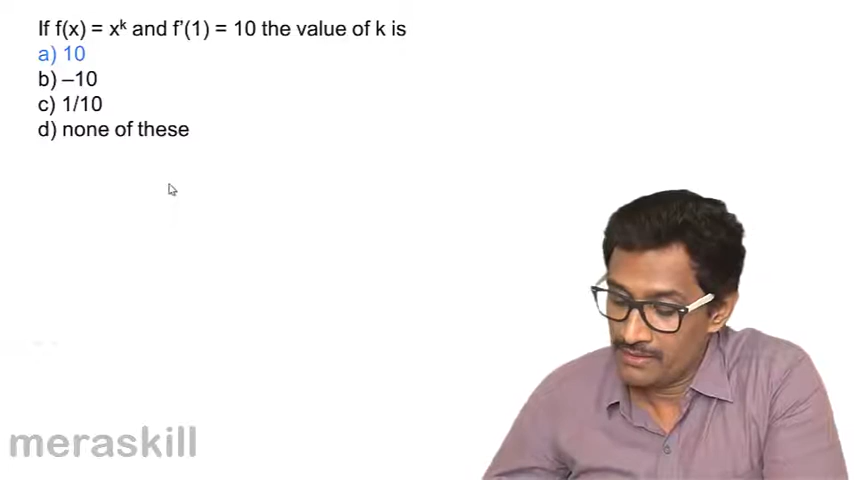 If f(x) = xᵏ and f'(1) = 10 the value of k is
a) 10
b) –10
c) 1/10
d) none of these
meraskill